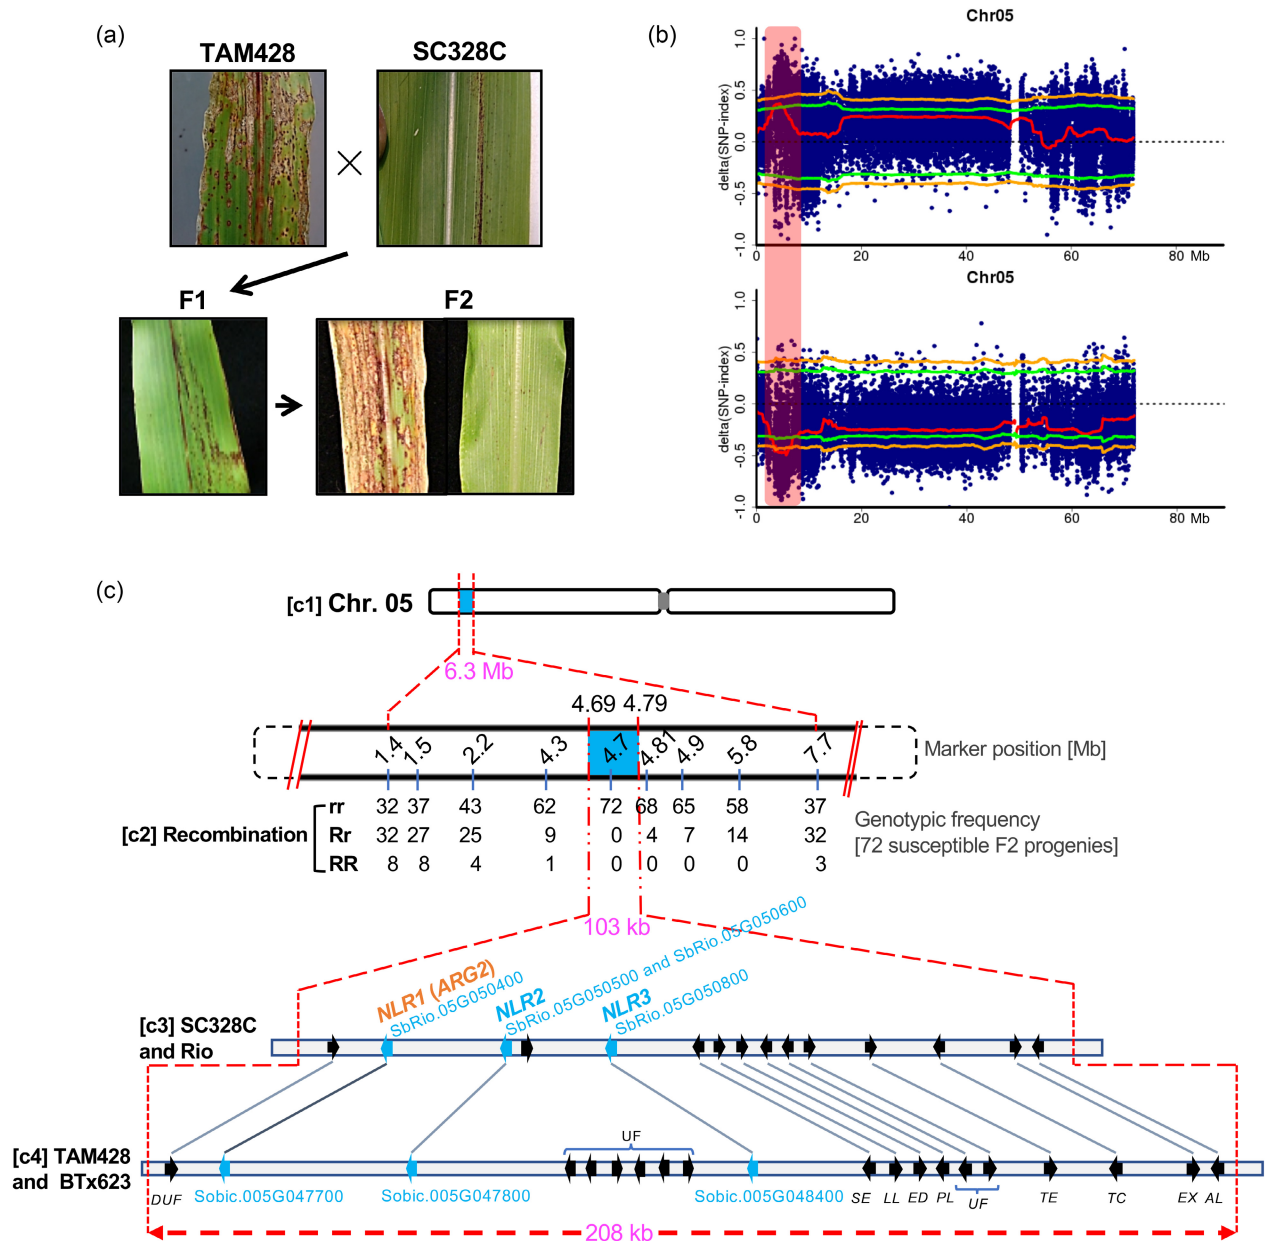 (a)
TAM428
SC328C
F1
F2
(b)
Chr05
delta(SNP-index)
1.0
0.5
0.0
-0.5
-1.0
0 20 40 60 80 Mb
Chr05
delta(SNP-index)
1.0
0.5
0.0
-0.5
-1.0
0 20 40 60 80 Mb
(c)
[c1] Chr. 05
6.3 Mb
4.69 4.79
1.4 1.5 2.2 4.3 4.7 4.81 4.9 5.8 7.7
Marker position [Mb]
[c2] Recombination
rr 32 37 43 62 72 68 65 58 37
Rr 32 27 25 9 0 4 7 14 32
RR 8 8 4 1 0 0 0 0 3
Genotypic frequency
[72 susceptible F2 progenies]
103 kb
NLR1 (ARG2)
SbRio.05G050400
NLR2
SbRio.05G050500 and SbRio.05G050600
NLR3
SbRio.05G050800
[c3] SC328C
and Rio
UF
[c4] TAM428
and BTx623
DUF
Sobic.005G047700
Sobic.005G047800
Sobic.005G048400
SE LL ED PL UF TE TC EX AL
208 kb